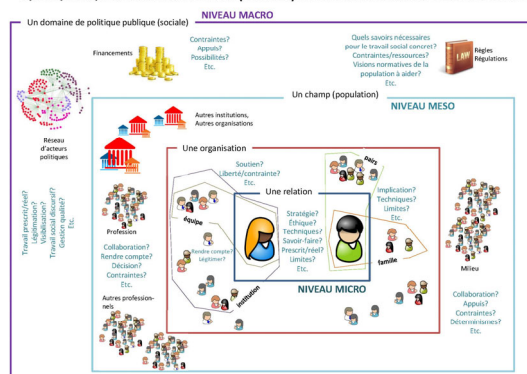 NIVEAU MACRO
Un domaine de politique publique (sociale)
Financements
Contraintes?
Appuis?
Possibilités?
Etc.
Quels savoirs nécessaires
pour le travail social concret?
Contraintes/ressources?
Visions normatives de la
population à aider?
Etc.
LAW
Règles
Régulations
Un champ (population)
NIVEAU MESO
Réseau
d'acteurs
politiques
Autres institutions,
Autres organisations
Une organisation
Soutien?
Liberté/contrainte?
Etc.
pairs
Une relation
Implication?
Techniques?
Limites?
Etc.
Travail prescrit/réel?
Légitimation?
Visibilisation?
Travail social discursif?
Gestion qualité?
Etc.
Profession
équipe
Stratégie?
Éthique?
Techniques?
Savoir-faire?
Prescrit/réel?
Limites?
Etc.
Rendre compte?
Légitimer?
famille
Milieu
Collaboration?
Rendre compte?
Décision?
Contraintes?
Etc.
institution
NIVEAU MICRO
Autres profession-
nels
Collaboration?
Appuis?
Contraintes?
Déterminismes?
Etc.